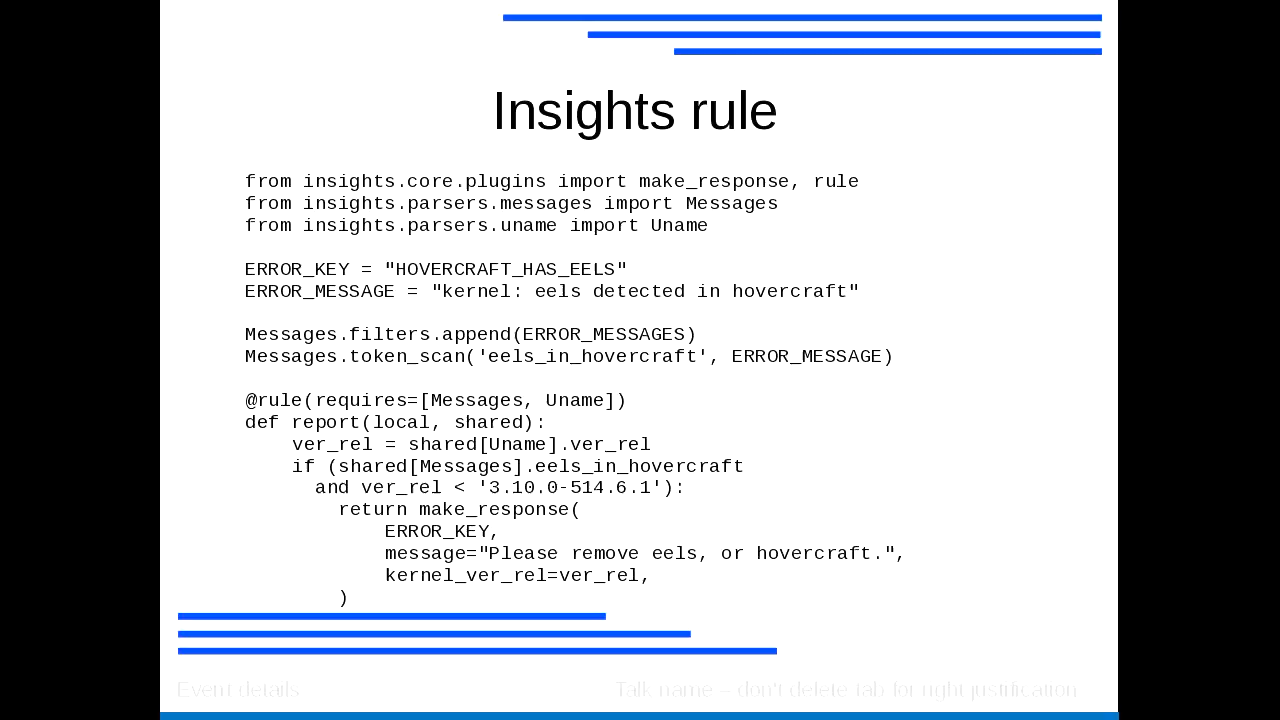 Insights rule
from insights.core.plugins import make_response, rule
from insights.parsers.messages import Messages
from insights.parsers.uname import Uname
ERROR_KEY = "HOVERCRAFT_HAS_EELS"
ERROR_MESSAGE = "kernel: eels detected in hovercraft"
Messages.filters.append(ERROR_MESSAGES)
Messages.token_scan('eels_in_hovercraft', ERROR_MESSAGE)
@rule(requires=[Messages, Uname])
def report(local, shared):
    ver_rel = shared[Uname].ver_rel
    if (shared[Messages].eels_in_hovercraft
      and ver_rel < '3.10.0-514.6.1'):
        return make_response(
            ERROR_KEY,
            message="Please remove eels, or hovercraft.",
            kernel_ver_rel=ver_rel,
        )
Event details
Talk name – don't delete tab for right justification